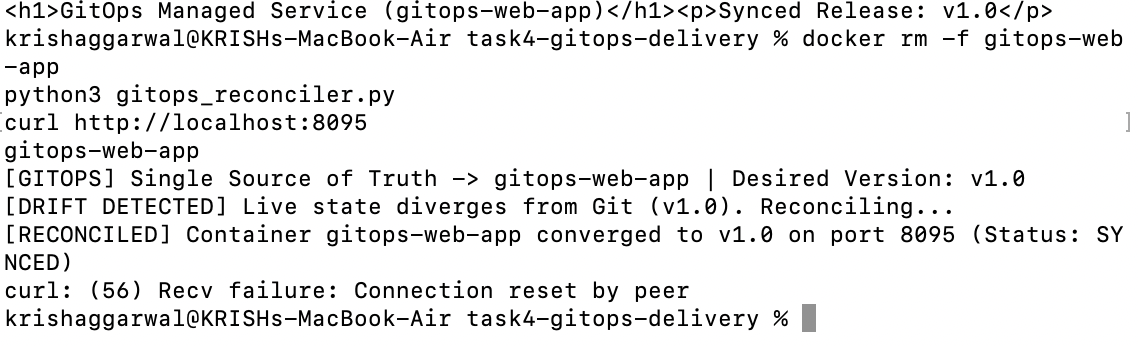 <h1>GitOps Managed Service (gitops-web-app)</h1><p>Synced Release: v1.0</p>
krishaggarwal@KRISHs-MacBook-Air task4-gitops-delivery % docker rm -f gitops-web
-app
python3 gitops_reconciler.py
[curl http://localhost:8095 ]
gitops-web-app
[GITOPS] Single Source of Truth -> gitops-web-app | Desired Version: v1.0
[DRIFT DETECTED] Live state diverges from Git (v1.0). Reconciling...
[RECONCILED] Container gitops-web-app converged to v1.0 on port 8095 (Status: SY
NCED)
curl: (56) Recv failure: Connection reset by peer
krishaggarwal@KRISHs-MacBook-Air task4-gitops-delivery %